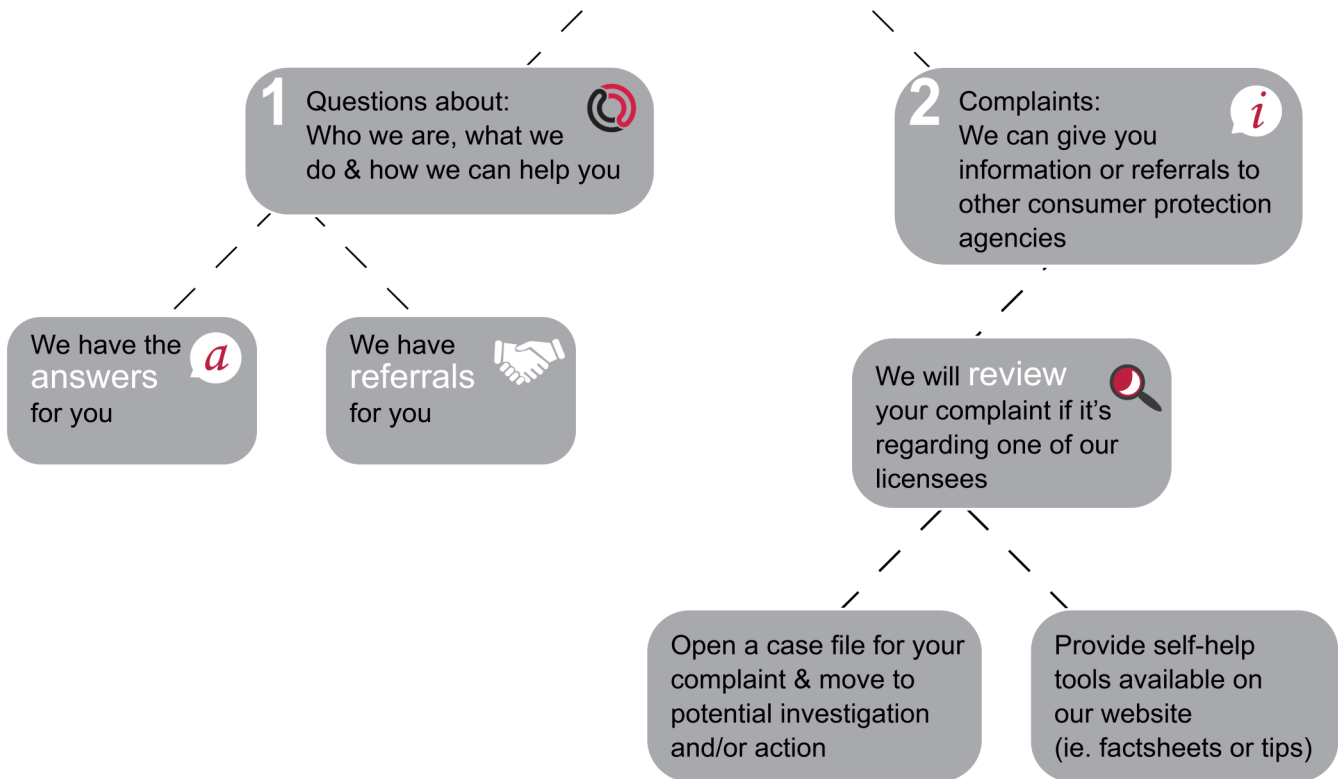 1
Questions about:
Who we are, what we
do & how we can help you
2
Complaints:
We can give you
information or referrals to
other consumer protection
agencies
We have the
answers
for you
a
We have
referrals
for you
i
We will review
your complaint if it's
regarding one of our
licensees
Open a case file for your
complaint & move to
potential investigation
and/or action
Provide self-help
tools available on
our website
(ie. factsheets or tips)